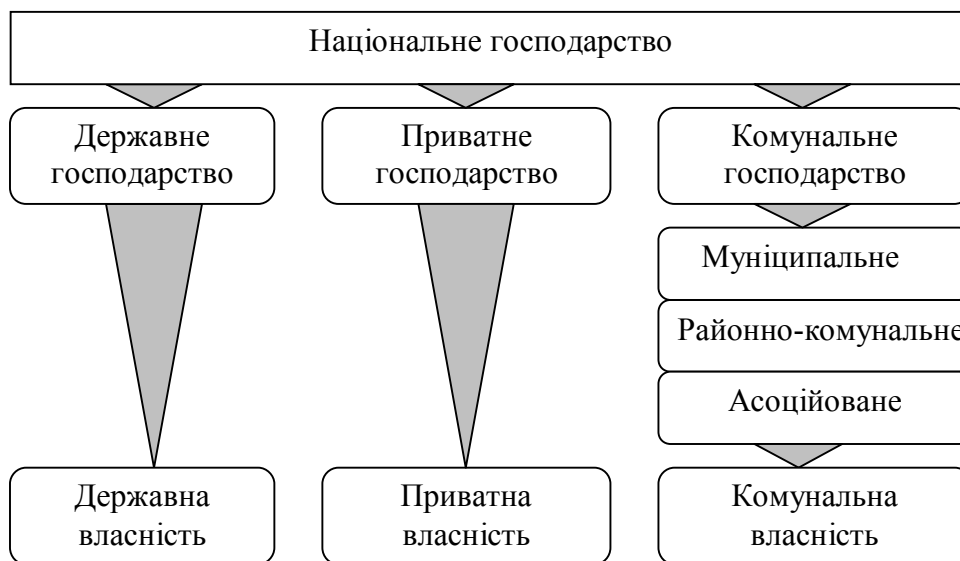 Національне господарство
Державне
господарство
Приватне
господарство
Комунальне
господарство
Муніципальне
Районно-комунальне
Асоційоване
Державна
власність
Приватна
власність
Комунальна
власність